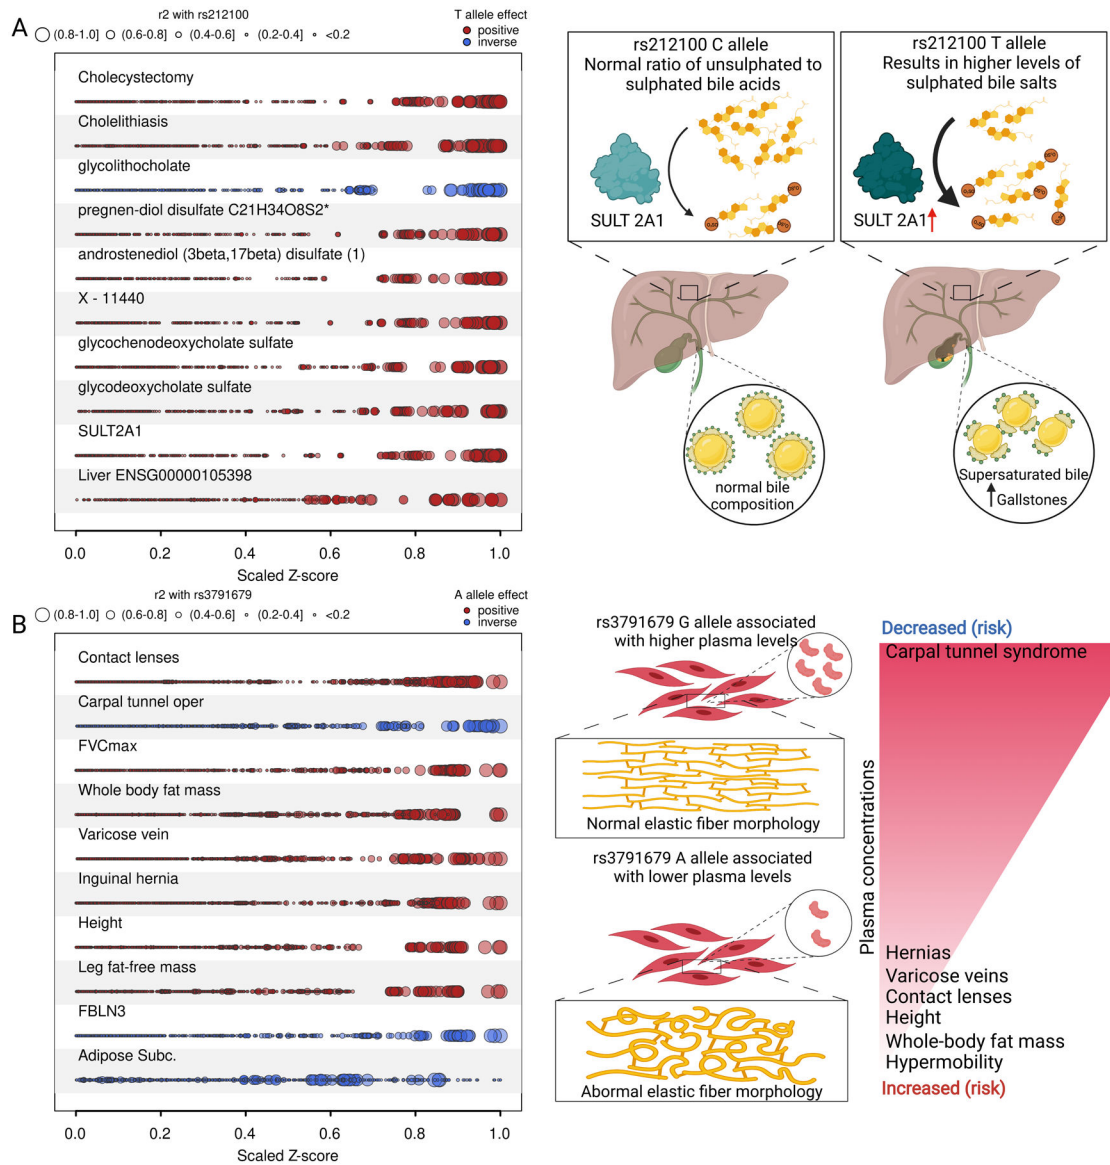 A
r2 with rs212100
(0.8-1.0] (0.6-0.8] (0.4-0.6] (0.2-0.4] <0.2
T allele effect
positive
inverse
Cholecystectomy
Cholelithiasis
glycolithocholate
pregnen-diol disulfate C21H34O8S2*
androstenediol (3beta,17beta) disulfate (1)
X - 11440
glycochenodeoxycholate sulfate
glycodeoxycholate sulfate
SULT2A1
Liver ENSG00000105398
0.0 0.2 0.4 0.6 0.8 1.0
Scaled Z-score
rs212100 C allele
Normal ratio of unsulphated to
sulphated bile acids
SULT 2A1
rs212100 T allele
Results in higher levels of
sulphated bile salts
SULT 2A1
normal bile
composition
Supersaturated bile
Gallstones
B
r2 with rs3791679
(0.8-1.0] (0.6-0.8] (0.4-0.6] (0.2-0.4] <0.2
A allele effect
positive
inverse
Contact lenses
Carpal tunnel oper
FVCmax
Whole body fat mass
Varicose vein
Inguinal hernia
Height
Leg fat-free mass
FBLN3
Adipose Subc.
0.0 0.2 0.4 0.6 0.8 1.0
Scaled Z-score
rs3791679 G allele associated
with higher plasma levels
Normal elastic fiber morphology
rs3791679 A allele associated
with lower plasma levels
Abormal elastic fiber morphology
Plasma concentrations
Decreased (risk)
Carpal tunnel syndrome
Hernias
Varicose veins
Contact lenses
Height
Whole-body fat mass
Hypermobility
Increased (risk)